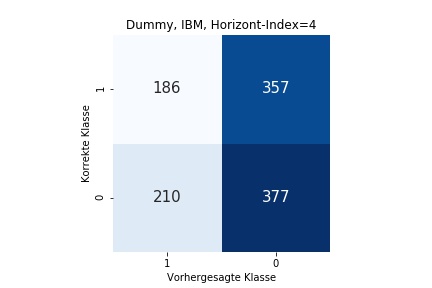 Dummy, IBM, Horizont-Index=4
Korrekte Klasse
1
186
357
0
210
377
1
0
Vorhergesagte Klasse